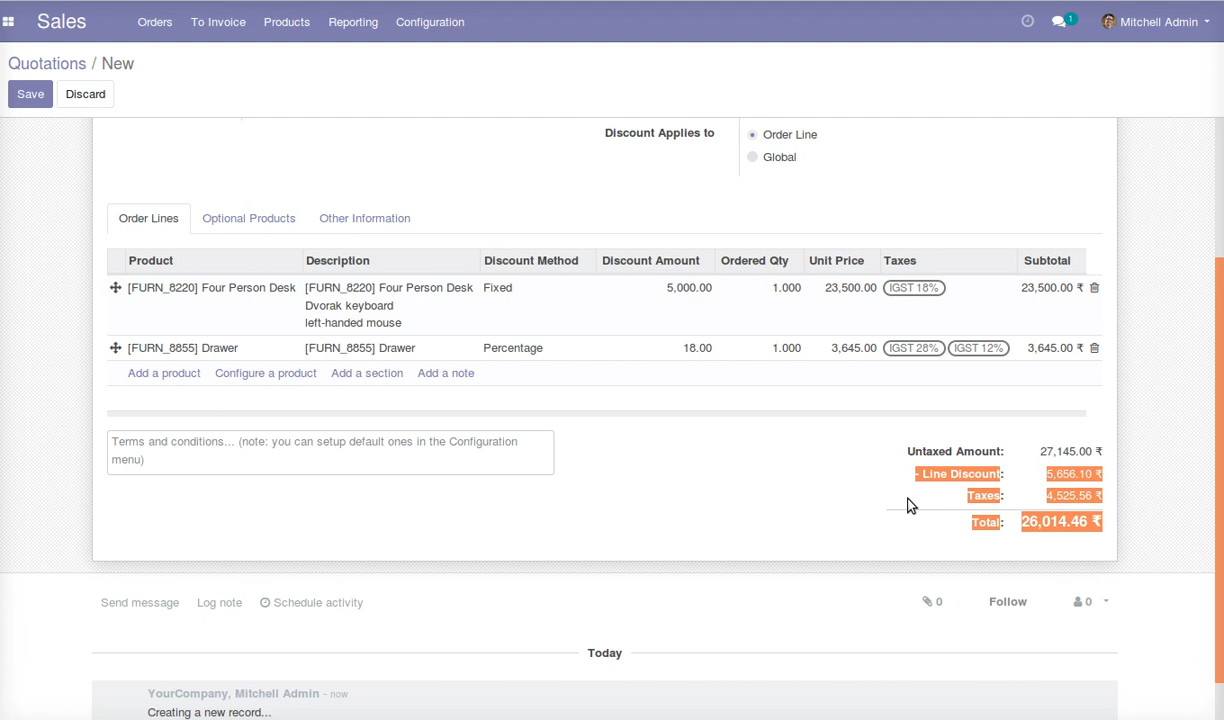 Sales Orders To Invoice Products Reporting Configuration 1 Mitchell Admin
Quotations / New
Save Discard
Discount Applies to Order Line
Global
Order Lines Optional Products Other Information
Product Description Discount Method Discount Amount Ordered Qty Unit Price Taxes Subtotal
[FURN_8220] Four Person Desk [FURN_8220] Four Person Desk Fixed 5,000.00 1.000 23,500.00 IGST 18% 23,500.00 ₹
Dvorak keyboard
left-handed mouse
[FURN_8855] Drawer [FURN_8855] Drawer Percentage 18.00 1.000 3,645.00 IGST 28% IGST 12% 3,645.00 ₹
Add a product Configure a product Add a section Add a note
Terms and conditions... (note: you can setup default ones in the Configuration
menu)
Untaxed Amount: 27,145.00 ₹
- Line Discount: 5,656.10 ₹
Taxes: 4,525.56 ₹
Total: 26,014.46 ₹
Send message Log note Schedule activity 0 Follow 0
Today
YourCompany, Mitchell Admin - now
Creating a new record...